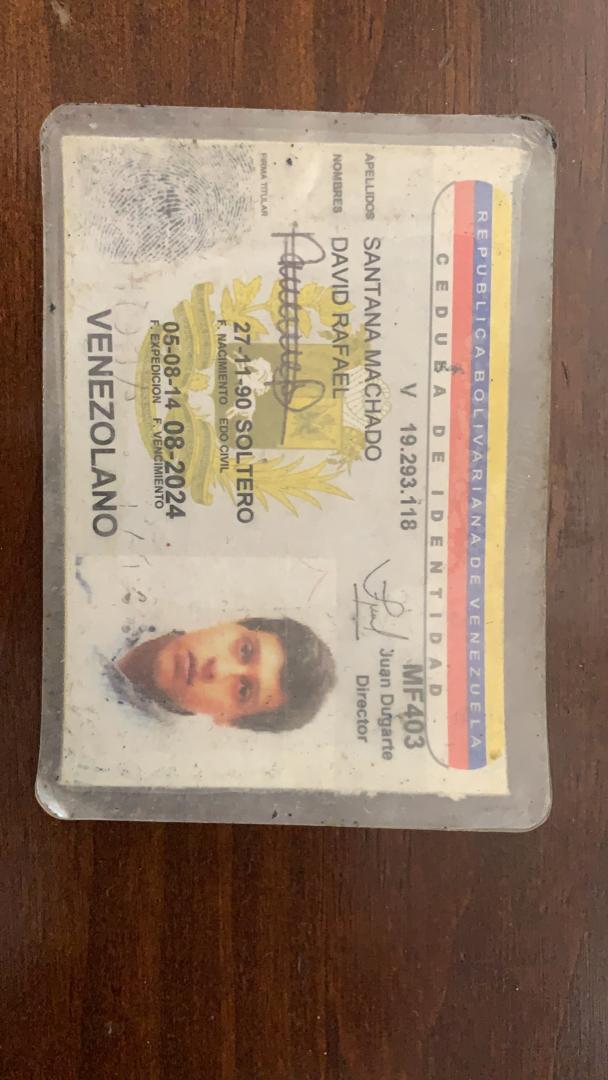 REPUBLICA BOLIVARIANA DE VENEZUELA
CEDULA DE IDENTIDAD
V 19.293.118
MF403
Juan Dugarte
Director
APELLIDOS SANTANA MACHADO
NOMBRES DAVID RAFAEL
FIRMA TITULAR
27-11-90 SOLTERO
F. NACIMIENTO EDO CIVIL
05-08-14 08-2024
F. EXPEDICION F. VENCIMIENTO
VENEZOLANO